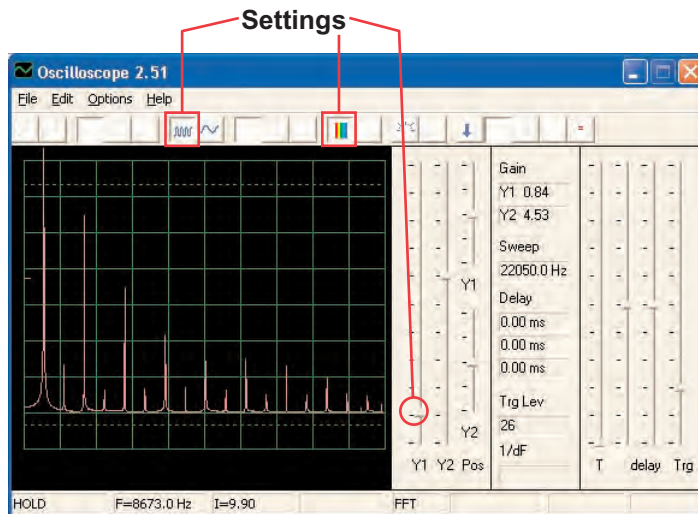 Settings
Oscilloscope 2.51
File Edit Options Help
Gain
Y1 0.84
Y2 4.53
Sweep
22050.0 Hz
Delay
0.00 ms
0.00 ms
0.00 ms
Trg Lev
26
1/dF
Y1
Y2
Y1 Y2 Pos
T delay Trg
HOLD F=8673.0 Hz I=9.90 FFT